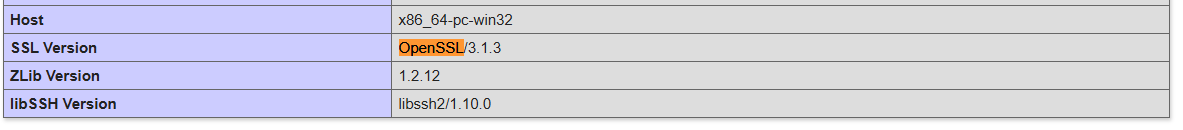 Host x86_64-pc-win32
SSL Version OpenSSL/3.1.3
ZLib Version 1.2.12
libSSH Version libssh2/1.10.0